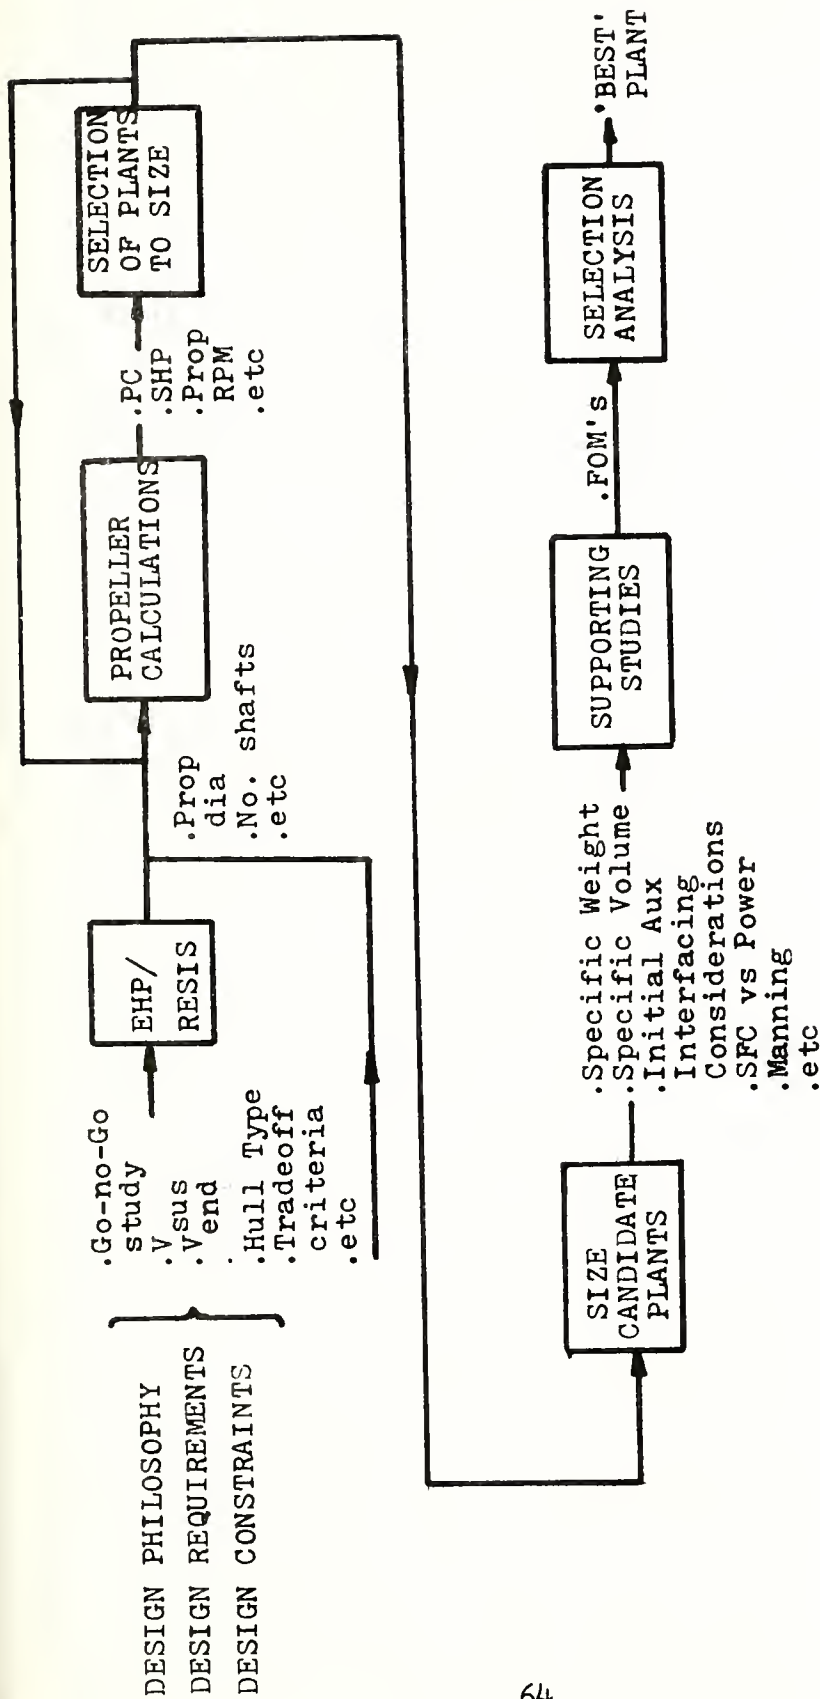 DESIGN PHILOSOPHY
DESIGN REQUIREMENTS
DESIGN CONSTRAINTS
.Go-no-Go
study
.Vsus
.Vend
.
.Hull Type
.Tradeoff
criteria
.etc
EHP/
RESIS
.Prop
dia
.No. shafts
.etc
PROPELLER
CALCULATIONS
.PC
.SHP
.Prop
RPM
.etc
SELECTION
OF PLANTS
TO SIZE
SIZE
CANDIDATE
PLANTS
.Specific Weight
.Specific Volume
.Initial Aux
Interfacing
Considerations
.SFC vs Power
.Manning
.etc
SUPPORTING
STUDIES
.FOM's
SELECTION
ANALYSIS
'BEST'
PLANT
64